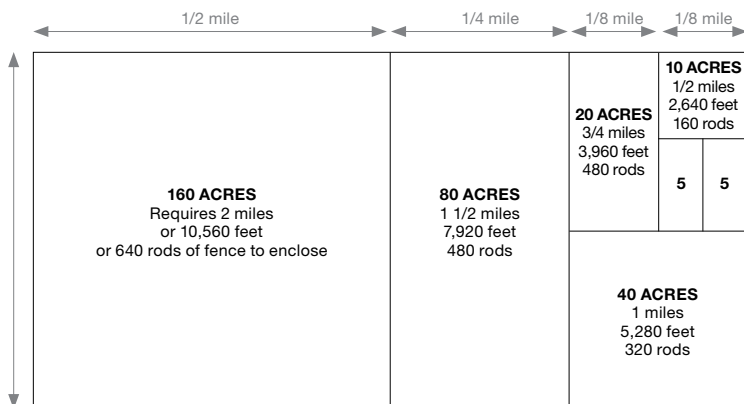 1/2 mile
1/4 mile
1/8 mile
1/8 mile
160 ACRES
Requires 2 miles
or 10,560 feet
or 640 rods of fence to enclose
80 ACRES
1 1/2 miles
7,920 feet
480 rods
20 ACRES
3/4 miles
3,960 feet
480 rods
10 ACRES
1/2 miles
2,640 feet
160 rods
5
5
40 ACRES
1 miles
5,280 feet
320 rods